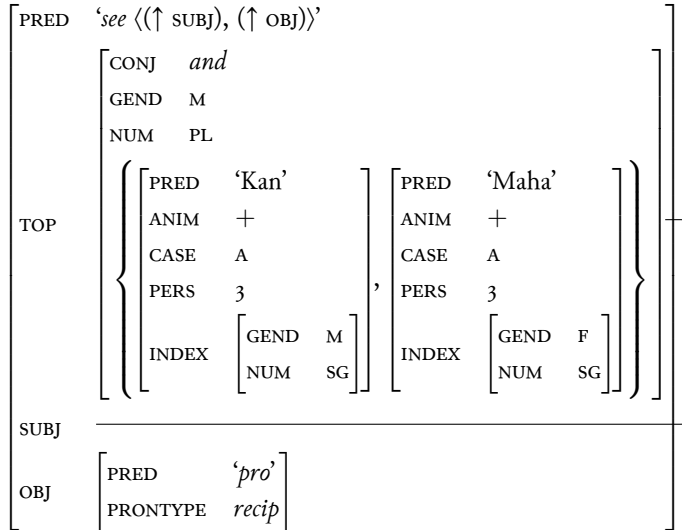 PRED ‘see ⟨(↑ SUBJ), (↑ OBJ)⟩’
CONJ and
GEND M
NUM PL
PRED ‘Kan’ PRED ‘Maha’
TOP ANIM + ANIM +
CASE A CASE A
PERS 3 , PERS 3
GEND M GEND F
INDEX INDEX
NUM SG NUM SG
SUBJ
PRED ‘pro’
OBJ
PRONTYPE recip